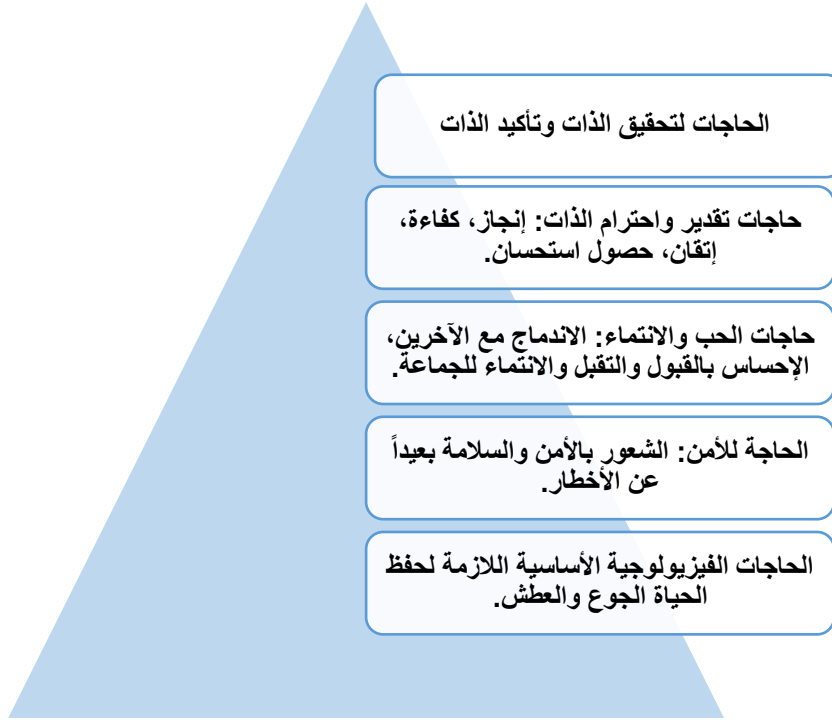 الحاجات لتحقيق الذات وتأكيد الذات
حاجات تقدير واحترام الذات: إنجاز، كفاءة،
إتقان، حصول استحسان.
حاجات الحب والانتماء: الاندماج مع الآخرين،
الإحساس بالقبول والتقبل والانتماء للجماعة.
الحاجة للأمن: الشعور بالأمن والسلامة بعيداً
عن الأخطار.
الحاجات الفيزيولوجية الأساسية اللازمة لحفظ
الحياة الجوع والعطش.